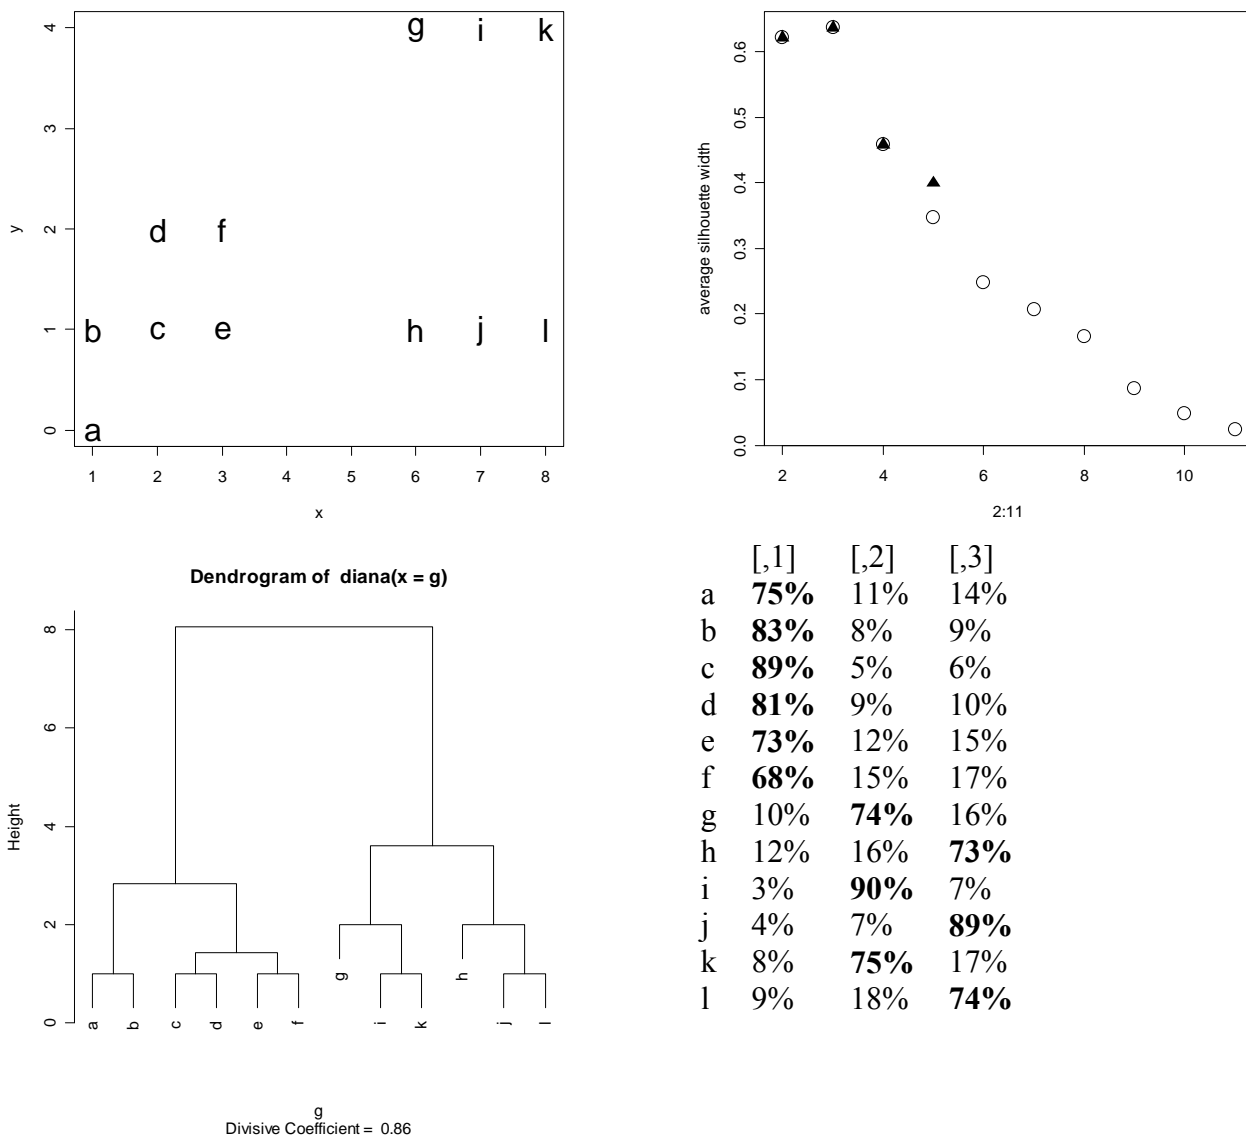 4
g i k
3
y
2
d f
1
b c e h j l
0
a
1 2 3 4 5 6 7 8
x
average silhouette width
0.6
0.5
0.4
0.3
0.2
0.1
0.0
2 4 6 8 10
2:11
Dendrogram of diana(x = g)
Height
8
6
4
2
0
a b c d e f g i k h j l
g
Divisive Coefficient = 0.86
[,1] [,2] [,3]
a 75% 11% 14%
b 83% 8% 9%
c 89% 5% 6%
d 81% 9% 10%
e 73% 12% 15%
f 68% 15% 17%
g 10% 74% 16%
h 12% 16% 73%
i 3% 90% 7%
j 4% 7% 89%
k 8% 75% 17%
l 9% 18% 74%